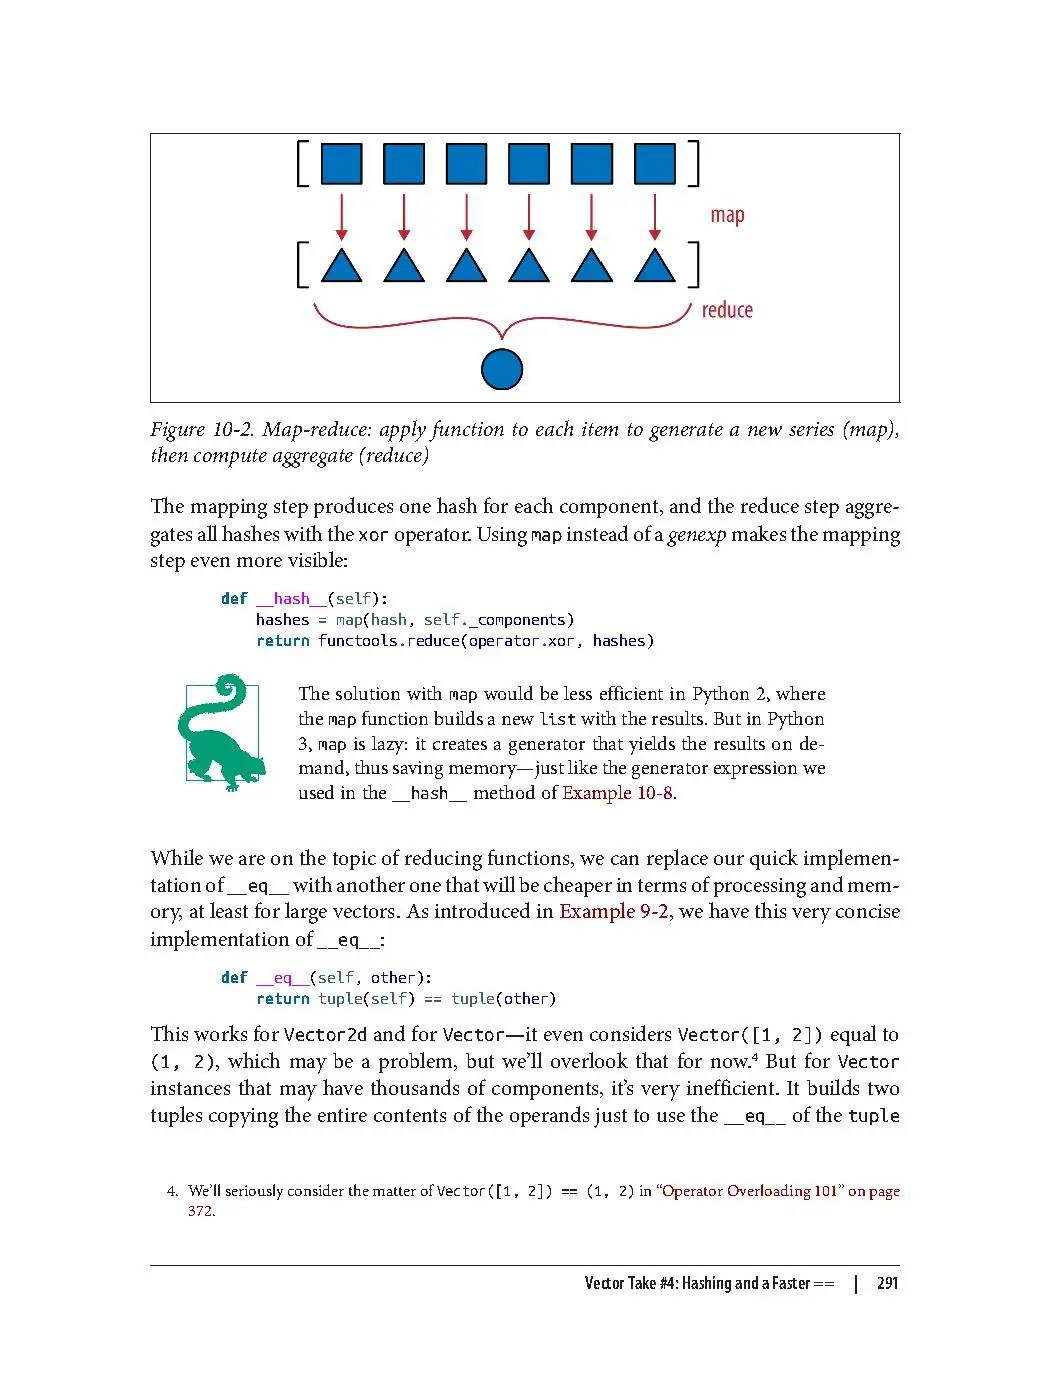 map
reduce
Figure 10-2. Map-reduce: apply function to each item to generate a new series (map),
then compute aggregate (reduce)
The mapping step produces one hash for each component, and the reduce step aggre-
gates all hashes with the xor operator. Using map instead of a genexp makes the mapping
step even more visible:
def __hash__(self):
    hashes = map(hash, self._components)
    return functools.reduce(operator.xor, hashes)
The solution with map would be less efficient in Python 2, where
the map function builds a new list with the results. But in Python
3, map is lazy: it creates a generator that yields the results on de-
mand, thus saving memory—just like the generator expression we
used in the __hash__ method of Example 10-8.
While we are on the topic of reducing functions, we can replace our quick implemen-
tation of __eq__ with another one that will be cheaper in terms of processing and mem-
ory, at least for large vectors. As introduced in Example 9-2, we have this very concise
implementation of __eq__:
def __eq__(self, other):
    return tuple(self) == tuple(other)
This works for Vector2d and for Vector—it even considers Vector([1, 2]) equal to
(1, 2), which may be a problem, but we’ll overlook that for now.⁴ But for Vector
instances that may have thousands of components, it’s very inefficient. It builds two
tuples copying the entire contents of the operands just to use the __eq__ of the tuple
4. We’ll seriously consider the matter of Vector([1, 2]) == (1, 2) in “Operator Overloading 101” on page
372.
Vector Take #4: Hashing and a Faster == | 291